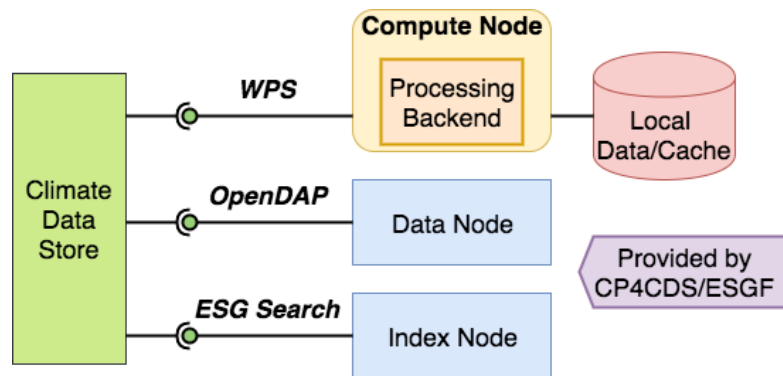 Compute Node
WPS
Processing
Backend
Local
Data/Cache
Climate
Data
Store
OpenDAP
Data Node
Provided by
CP4CDS/ESGF
ESG Search
Index Node